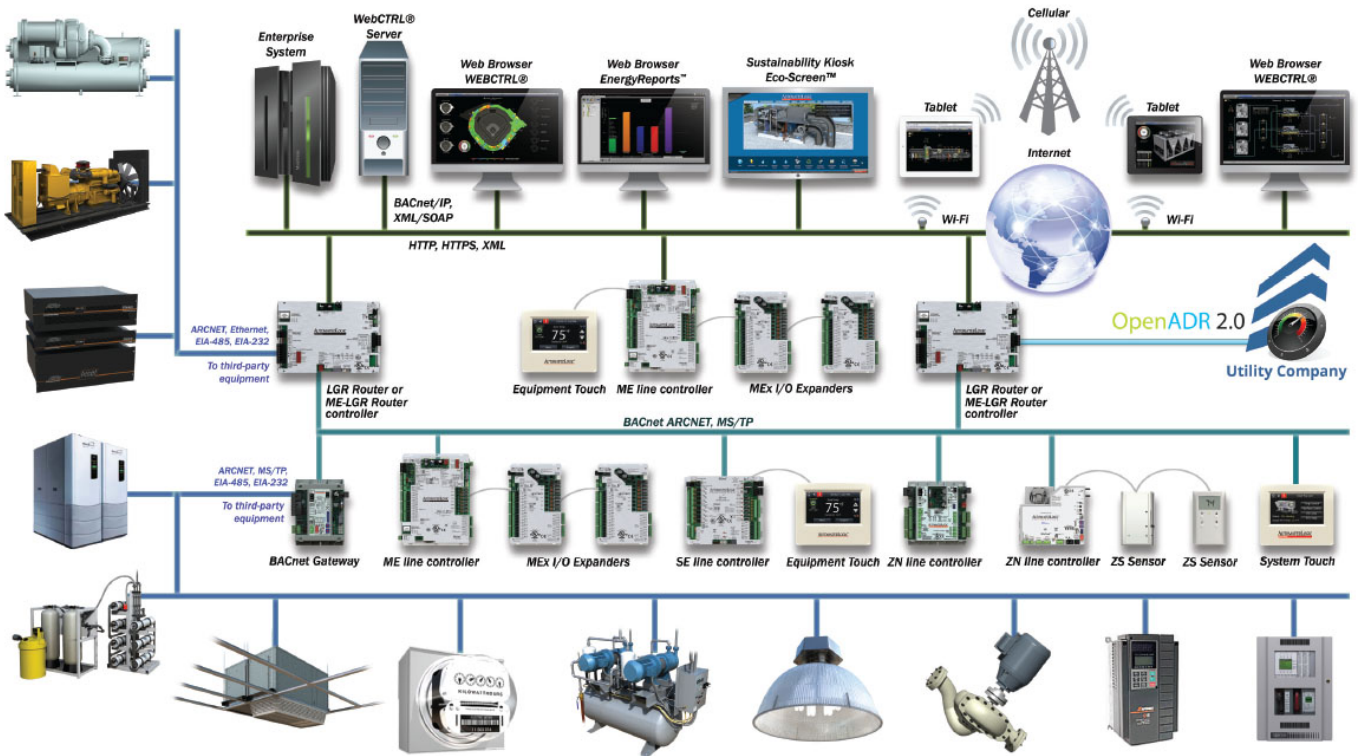 Enterprise
System
WebCTRL®
Server
Web Browser
WEBCTRL®
Web Browser
EnergyReports™
Sustainability Kiosk
Eco-Screen™
Tablet
Cellular
Internet
Tablet
Web Browser
WEBCTRL®
BACnet/IP,
XML/SOAP
HTTP, HTTPS, XML
Wi-Fi
Wi-Fi
ARCNET, Ethernet,
EIA-485, EIA-232
To third-party
equipment
LGR Router or
ME-LGR Router
controller
75
Equipment Touch
ME line controller
MEx I/O Expanders
LGR Router or
ME-LGR Router
controller
OpenADR 2.0
Utility Company
BACnet ARCNET, MS/TP
ARCNET, MS/TP,
EIA-485, EIA-232
To third-party
equipment
BACnet Gateway
ME line controller
MEx I/O Expanders
SE line controller
75
Equipment Touch
ZN line controller
ZN line controller
ZS Sensor
74
ZS Sensor
System Touch
KILOWATTHOURS